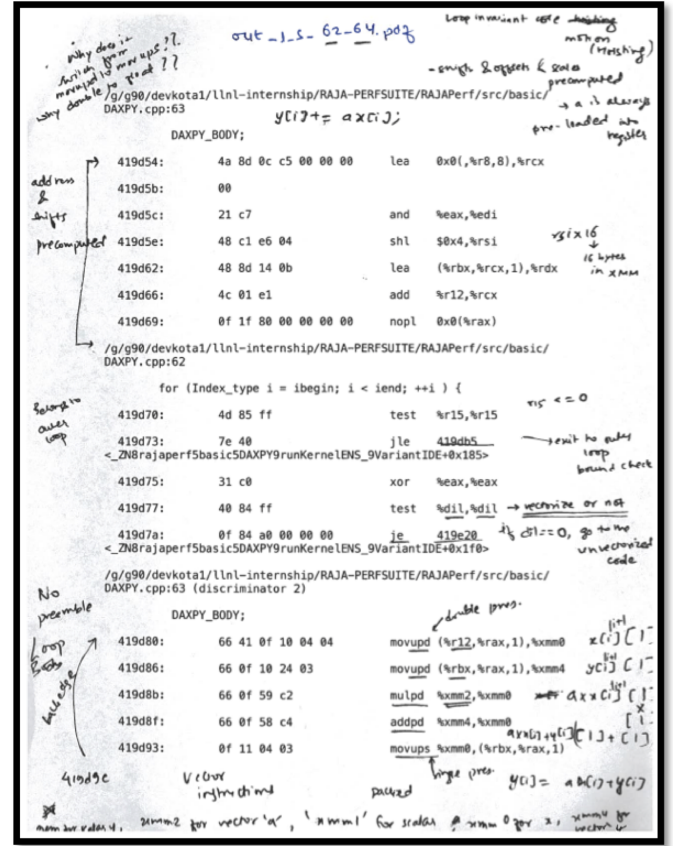 out_1_5_62_64.pdf
Loop invariant code
motion
(Hoisting)
why does it
switch from
movupd to movups??
why double to float ??
precomputed
→ a is always
pre-loaded into
register
/g/g90/devkota1/llnl-internship/RAJA-PERFSUITE/RAJAPerf/src/basic/
DAXPY.cpp:63
y[i]+= ax[i];
DAXPY_BODY;
address
&
shifts
precomputed
419d54: 4a 8d 0c c5 00 00 00 lea 0x0(,%r8,8),%rcx
419d5b: 00
419d5c: 21 c7 and %eax,%edi
419d5e: 48 c1 e6 04 shl $0x4,%rsi
rsi x 16
↓
16 bytes
in XMM
419d62: 48 8d 14 0b lea (%rbx,%rcx,1),%rdx
419d66: 4c 01 e1 add %r12,%rcx
419d69: 0f 1f 80 00 00 00 00 nopl 0x0(%rax)
/g/g90/devkota1/llnl-internship/RAJA-PERFSUITE/RAJAPerf/src/basic/
DAXPY.cpp:62
for (Index_type i = ibegin; i < iend; ++i ) {
Belongs to
outer
loop
419d70: 4d 85 ff test %r15,%r15
r15 <= 0
419d73: 7e 40 jle 419db5
→ exit to outer
loop
bound check
<_ZN8rajaperf5basic5DAXPY9runKernelENS_9VariantIDE+0x185>
419d75: 31 c0 xor %eax,%eax
419d77: 40 84 ff test %dil,%dil → vectorize or not
419d7a: 0f 84 a0 00 00 00 je 419e20
if dil==0, go to the
unvectorized
code
<_ZN8rajaperf5basic5DAXPY9runKernelENS_9VariantIDE+0x1f0>
/g/g90/devkota1/llnl-internship/RAJA-PERFSUITE/RAJAPerf/src/basic/
DAXPY.cpp:63 (discriminator 2)
No
preamble
DAXPY_BODY;
double pres.
Loop
Body
back edge
419d80: 66 41 0f 10 04 04 movupd (%r12,%rax,1),%xmm0
419d86: 66 0f 10 24 03 movupd (%rbx,%rax,1),%xmm4
419d8b: 66 0f 59 c2 mulpd %xmm2,%xmm0
419d8f: 66 0f 58 c4 addpd %xmm4,%xmm0
419d93: 0f 11 04 03 movups %xmm0,(%rbx,%rax,1)
419d9c
vector
instructions
packed
single pres.
y[i]= ax[i]+y[i]
xmm2 for vector 'a', 'xmm1' for scalar